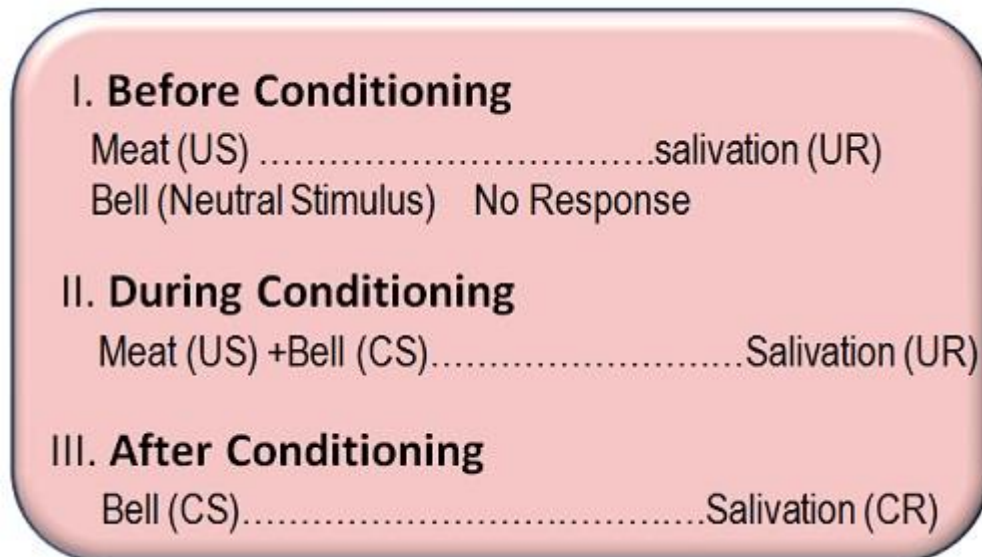 I. Before Conditioning
Meat (US) ....................................salivation (UR)
Bell (Neutral Stimulus) No Response
II. During Conditioning
Meat (US) +Bell (CS)............................Salivation (UR)
III. After Conditioning
Bell (CS)..........................................Salivation (CR)